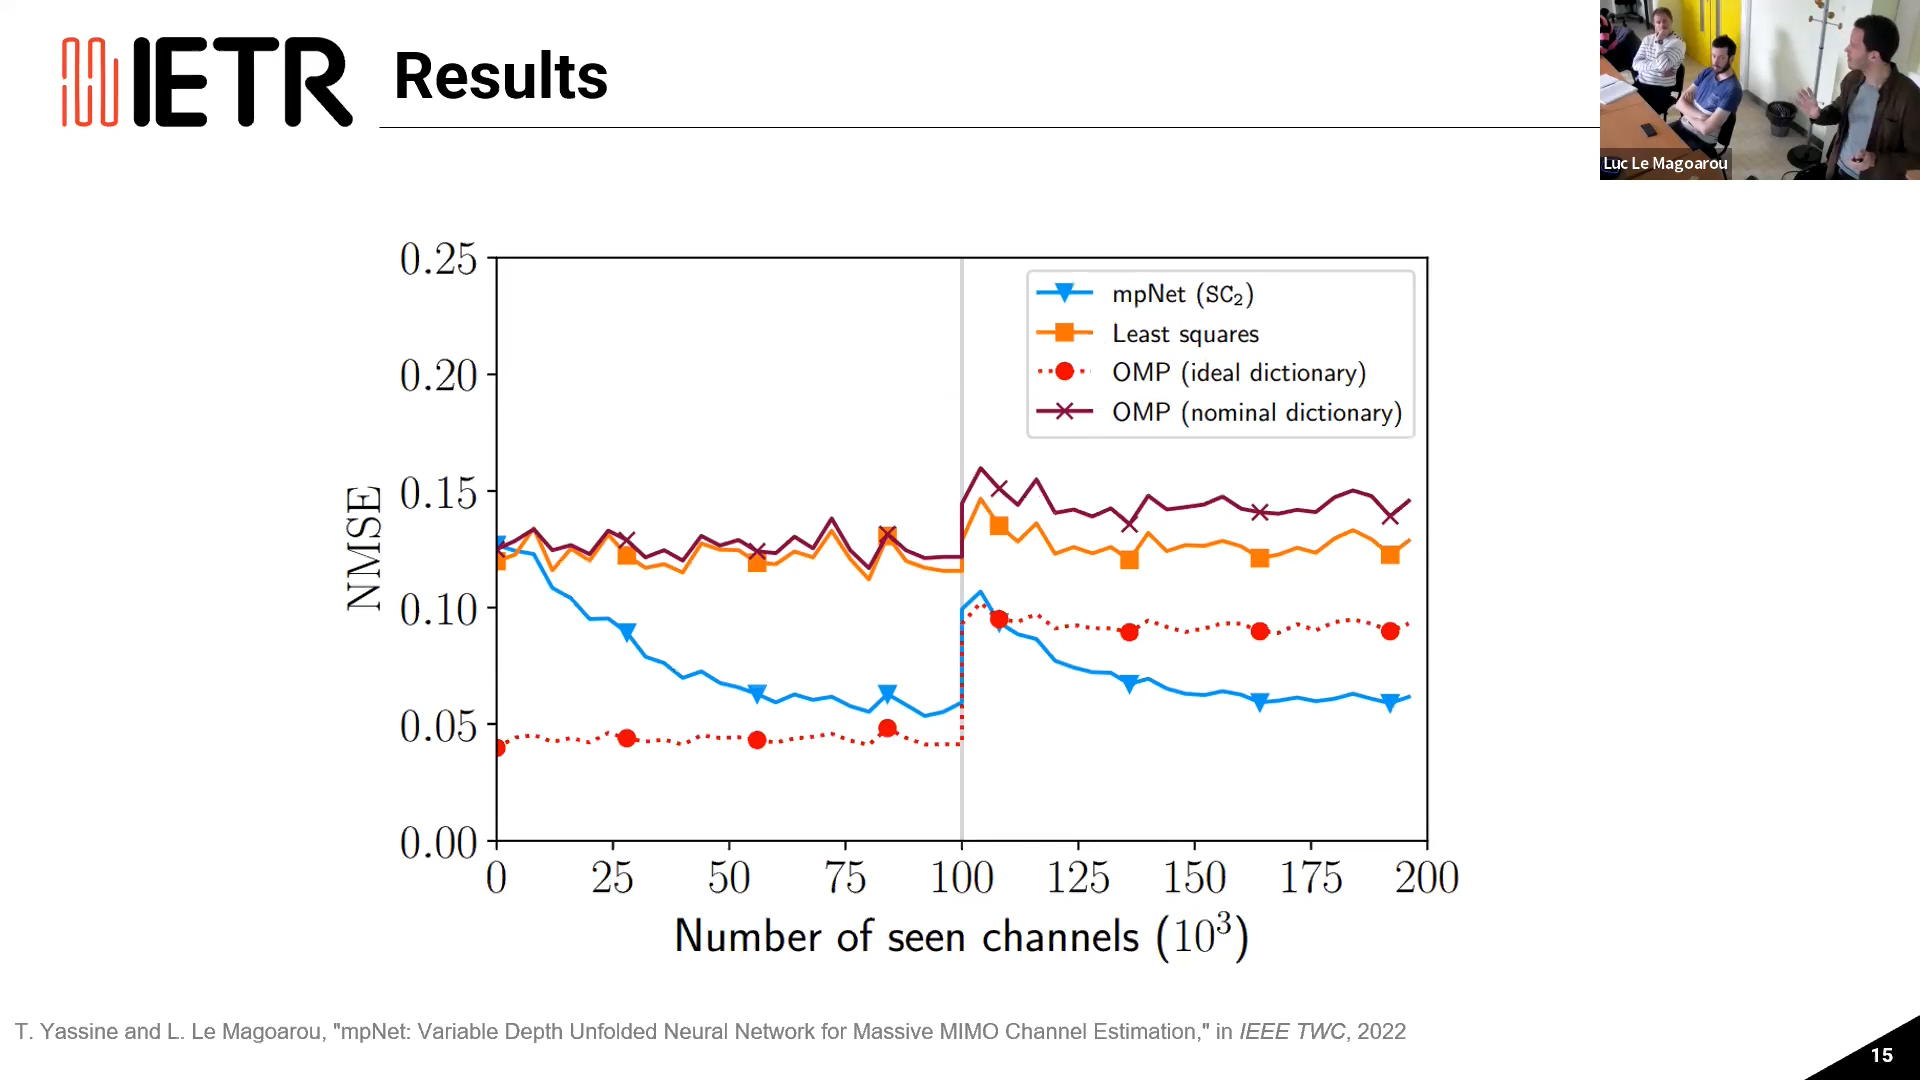 IETR
Results
Luc Le Magoarou
0.25
0.20
0.15
0.10
0.05
0.00
NMSE
mpNet (SC₂)
Least squares
OMP (ideal dictionary)
OMP (nominal dictionary)
0 25 50 75 100 125 150 175 200
Number of seen channels (10³)
T. Yassine and L. Le Magoarou, "mpNet: Variable Depth Unfolded Neural Network for Massive MIMO Channel Estimation," in IEEE TWC, 2022
15